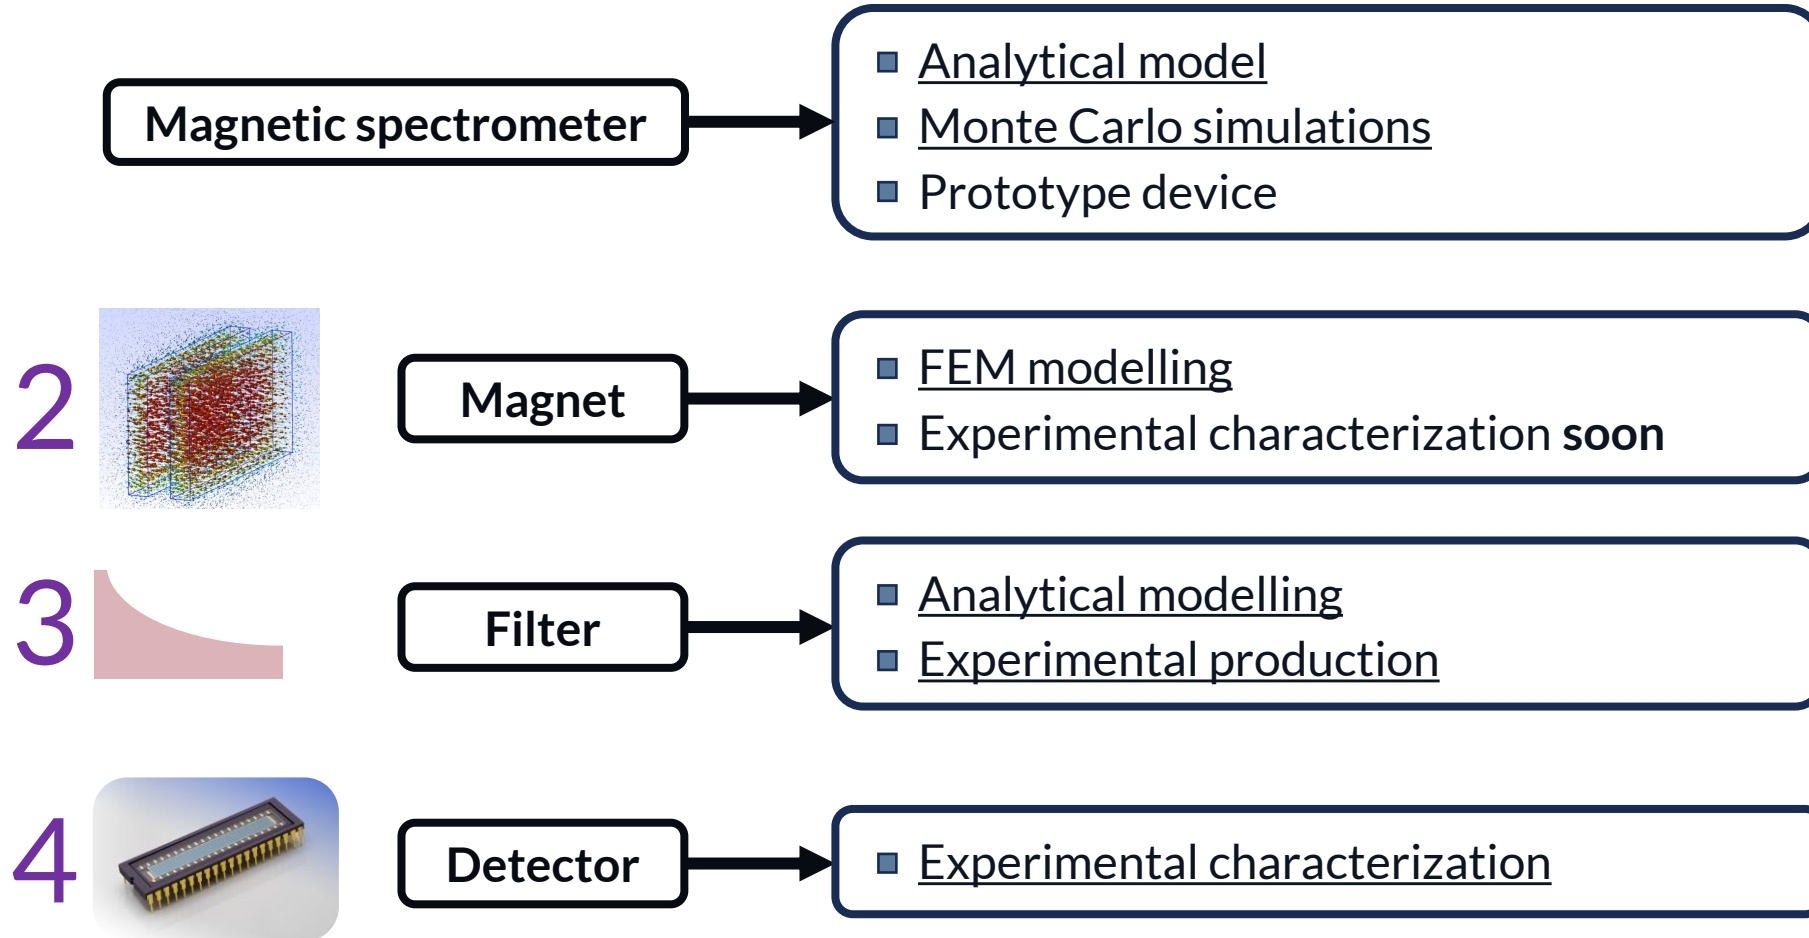 Magnetic spectrometer
Analytical model
Monte Carlo simulations
Prototype device
2
Magnet
FEM modelling
Experimental characterization soon
3
Filter
Analytical modelling
Experimental production
4
Detector
Experimental characterization